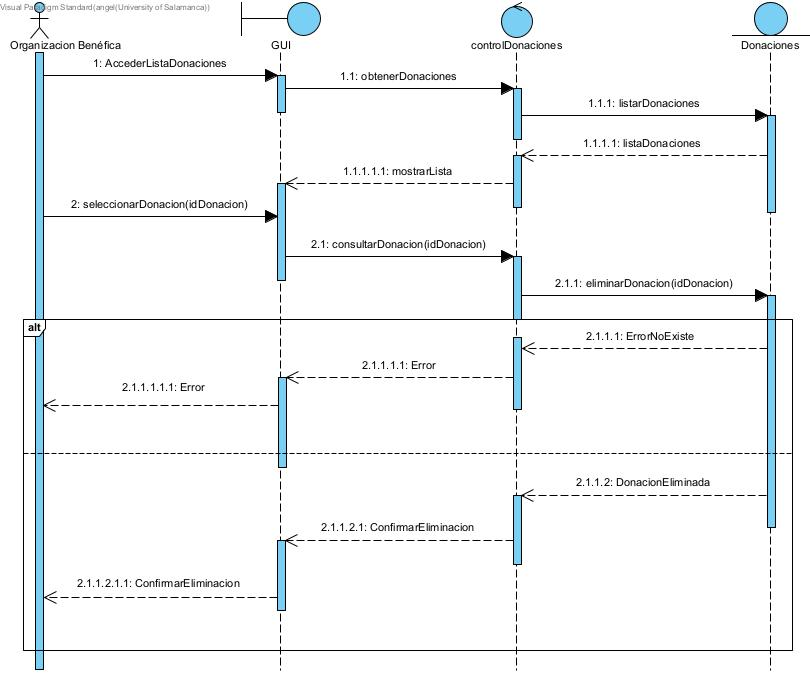 Visual Paradigm Standard(angel(University of Salamanca))
Organizacion Benéfica
GUI
controlDonaciones
Donaciones
1: AccederListaDonaciones
1.1: obtenerDonaciones
1.1.1: listarDonaciones
1.1.1.1: listaDonaciones
1.1.1.1.1: mostrarLista
2: seleccionarDonacion(idDonacion)
2.1: consultarDonacion(idDonacion)
2.1.1: eliminarDonacion(idDonacion)
alt
2.1.1.1: ErrorNoExiste
2.1.1.1.1: Error
2.1.1.1.1.1: Error
2.1.1.2: DonacionEliminada
2.1.1.2.1: ConfirmarEliminacion
2.1.1.2.1.1: ConfirmarEliminacion